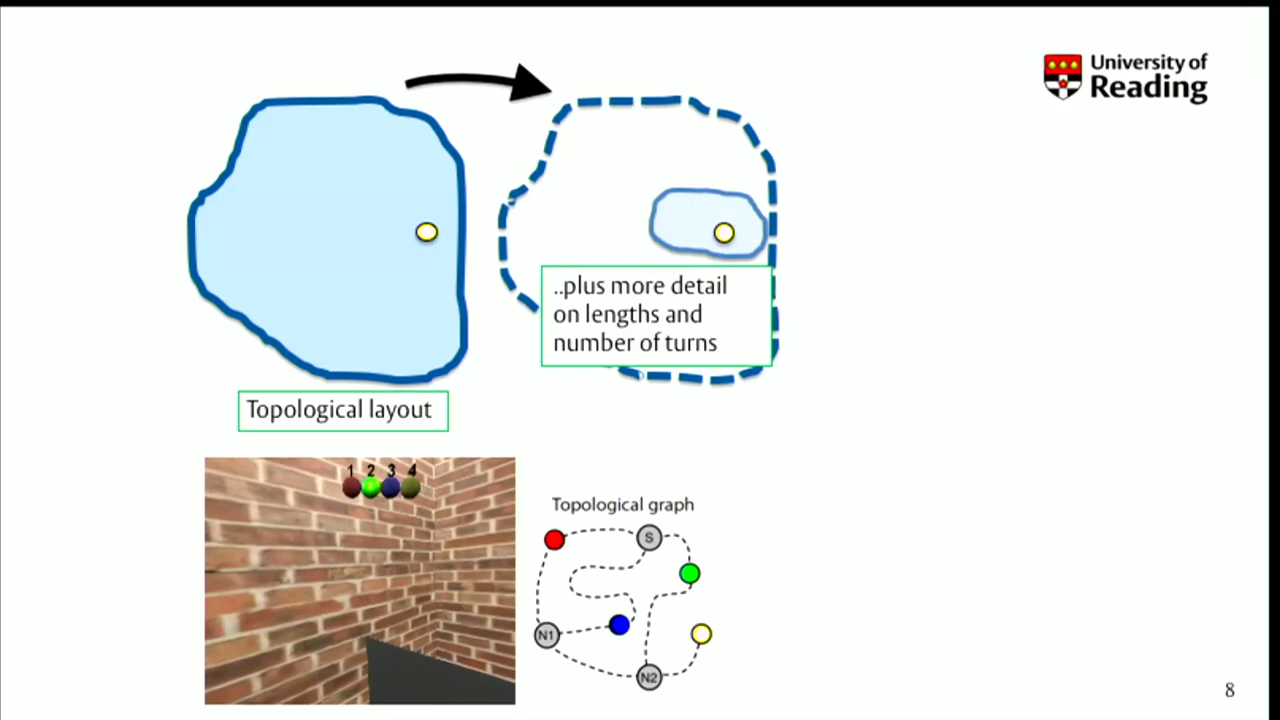 University of
Reading
..plus more detail
on lengths and
number of turns
Topological layout
1 2 3 4
Topological graph
S
N1
N2
8